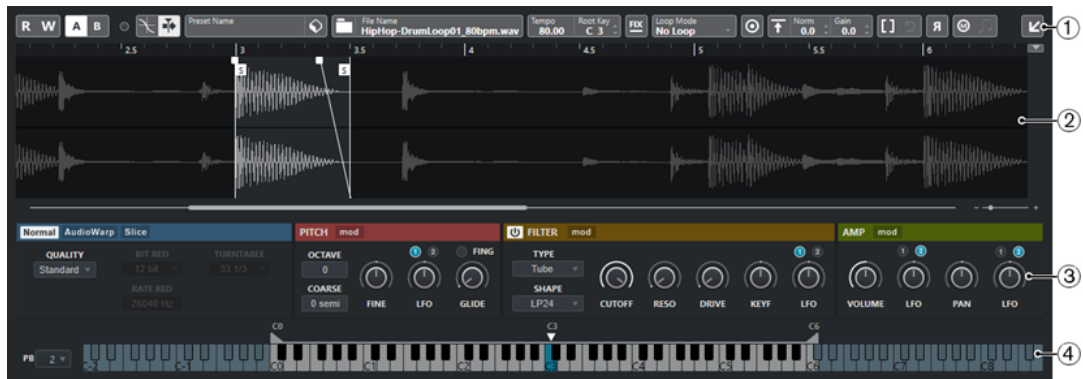 R W A B Preset Name File Name Tempo Root Key FIX Loop Mode Norm Gain [ ] Я M 1
HipHop-DrumLoop01_80bpm.wav 80.00 C 3 No Loop 0.0 0.0
2.5 3 3.5 4 4.5 5 5.5 6
S S
2
- +
Normal AudioWarp Slice PITCH mod FILTER mod AMP mod
QUALITY BIT RED TURNTABLE OCTAVE 1 2 FING TYPE 1 2 1 2 1 2
Standard 12 bit 33 1/3 0 Tube
RATE RED COARSE SHAPE 3
26040 Hz 0 semi FINE LFO GLIDE LP24 CUTOFF RESO DRIVE KEYF LFO VOLUME LFO PAN LFO
C0 C3 C6
PB 2 C-2 C-1 C0 C1 C2 C3 C4 C5 C6 C7 C8 4